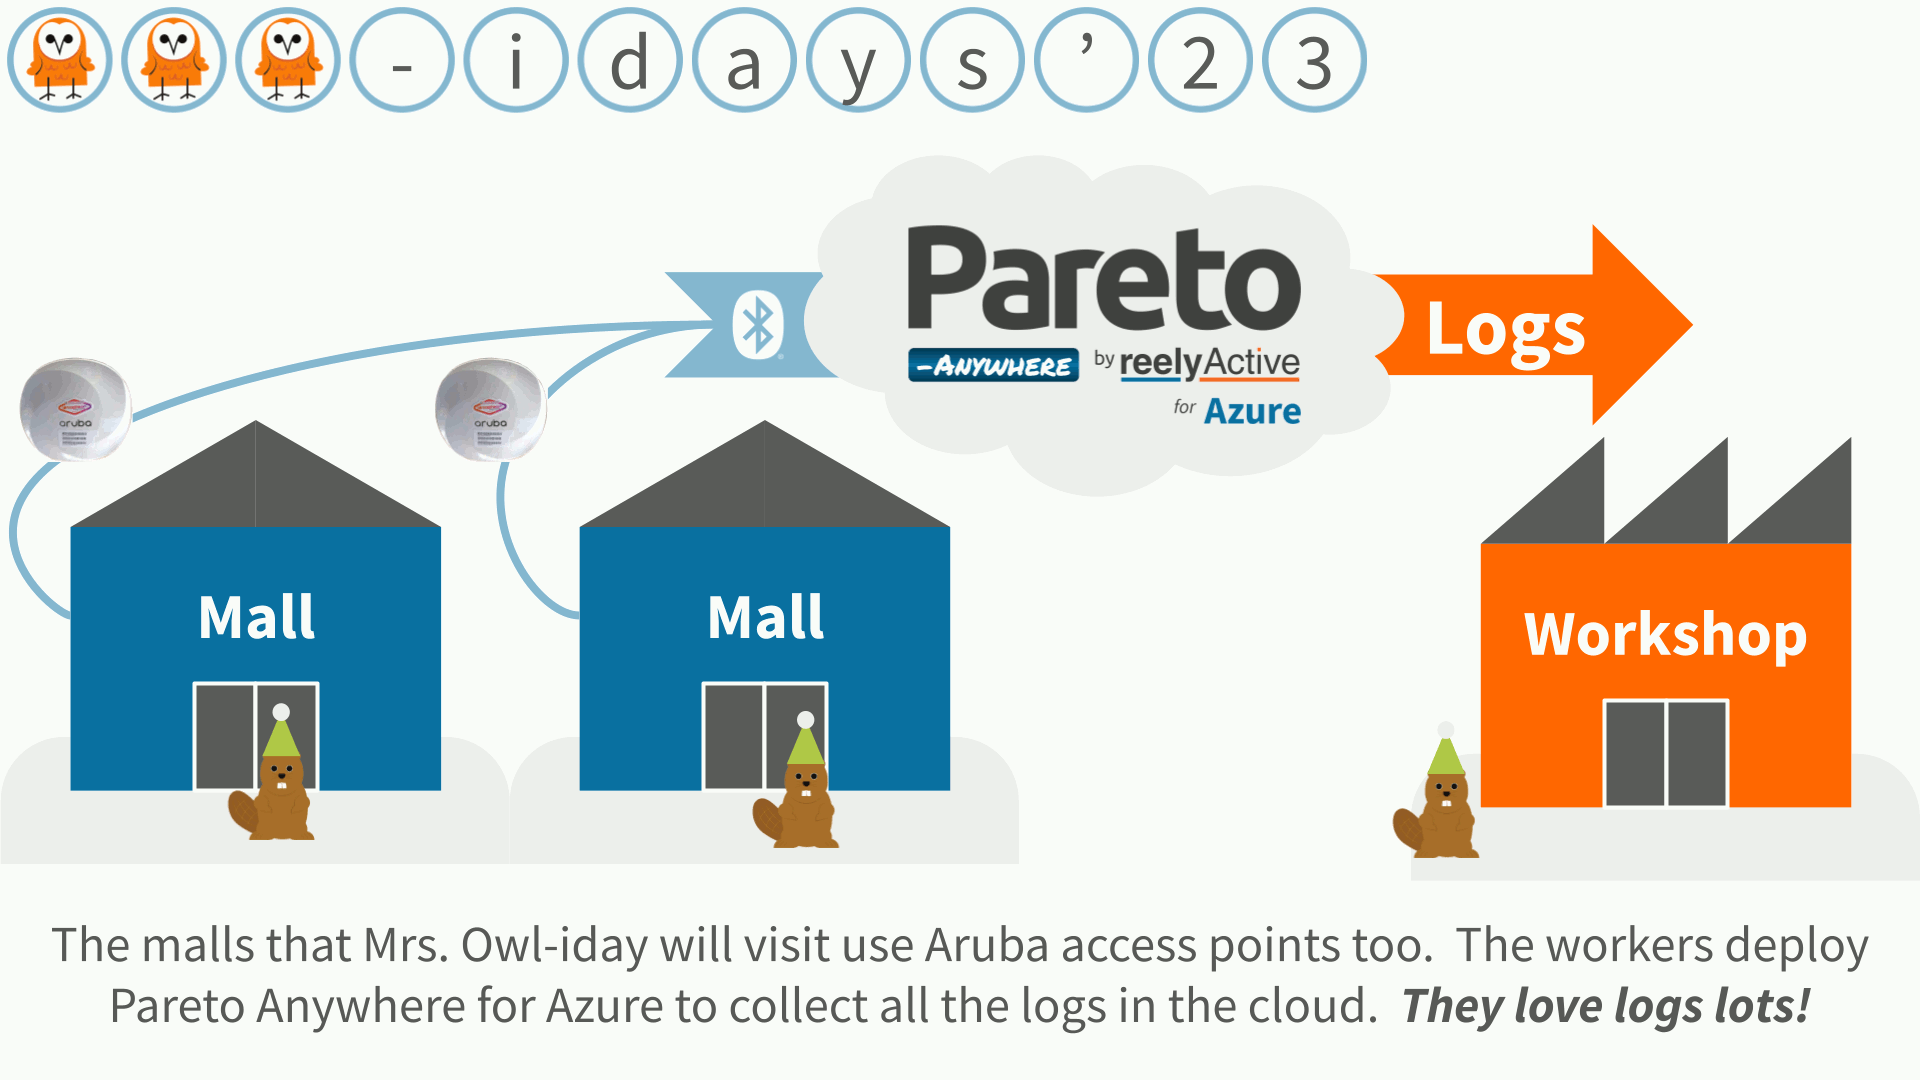 -idays’23
Pareto
-ANYWHERE by reelyActive
for Azure
Logs
aruba
aruba
Mall
Mall
Workshop
The malls that Mrs. Owl-iday will visit use Aruba access points too. The workers deploy
Pareto Anywhere for Azure to collect all the logs in the cloud. They love logs lots!